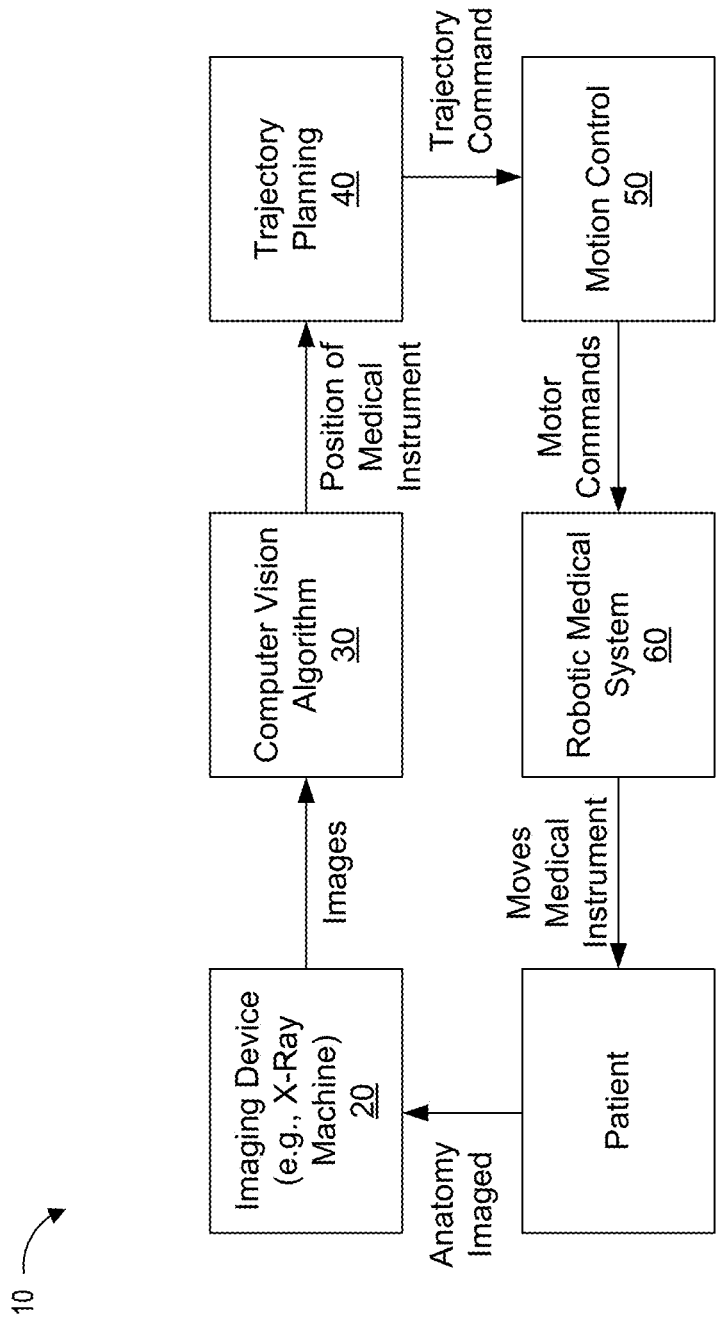 10
Imaging Device
(e.g., X-Ray
Machine)
20
Images
Computer Vision
Algorithm
30
Position of
Medical
Instrument
Trajectory
Planning
40
Trajectory
Command
Motion Control
50
Motor
Commands
Robotic Medical
System
60
Moves
Medical
Instrument
Patient
Anatomy
Imaged